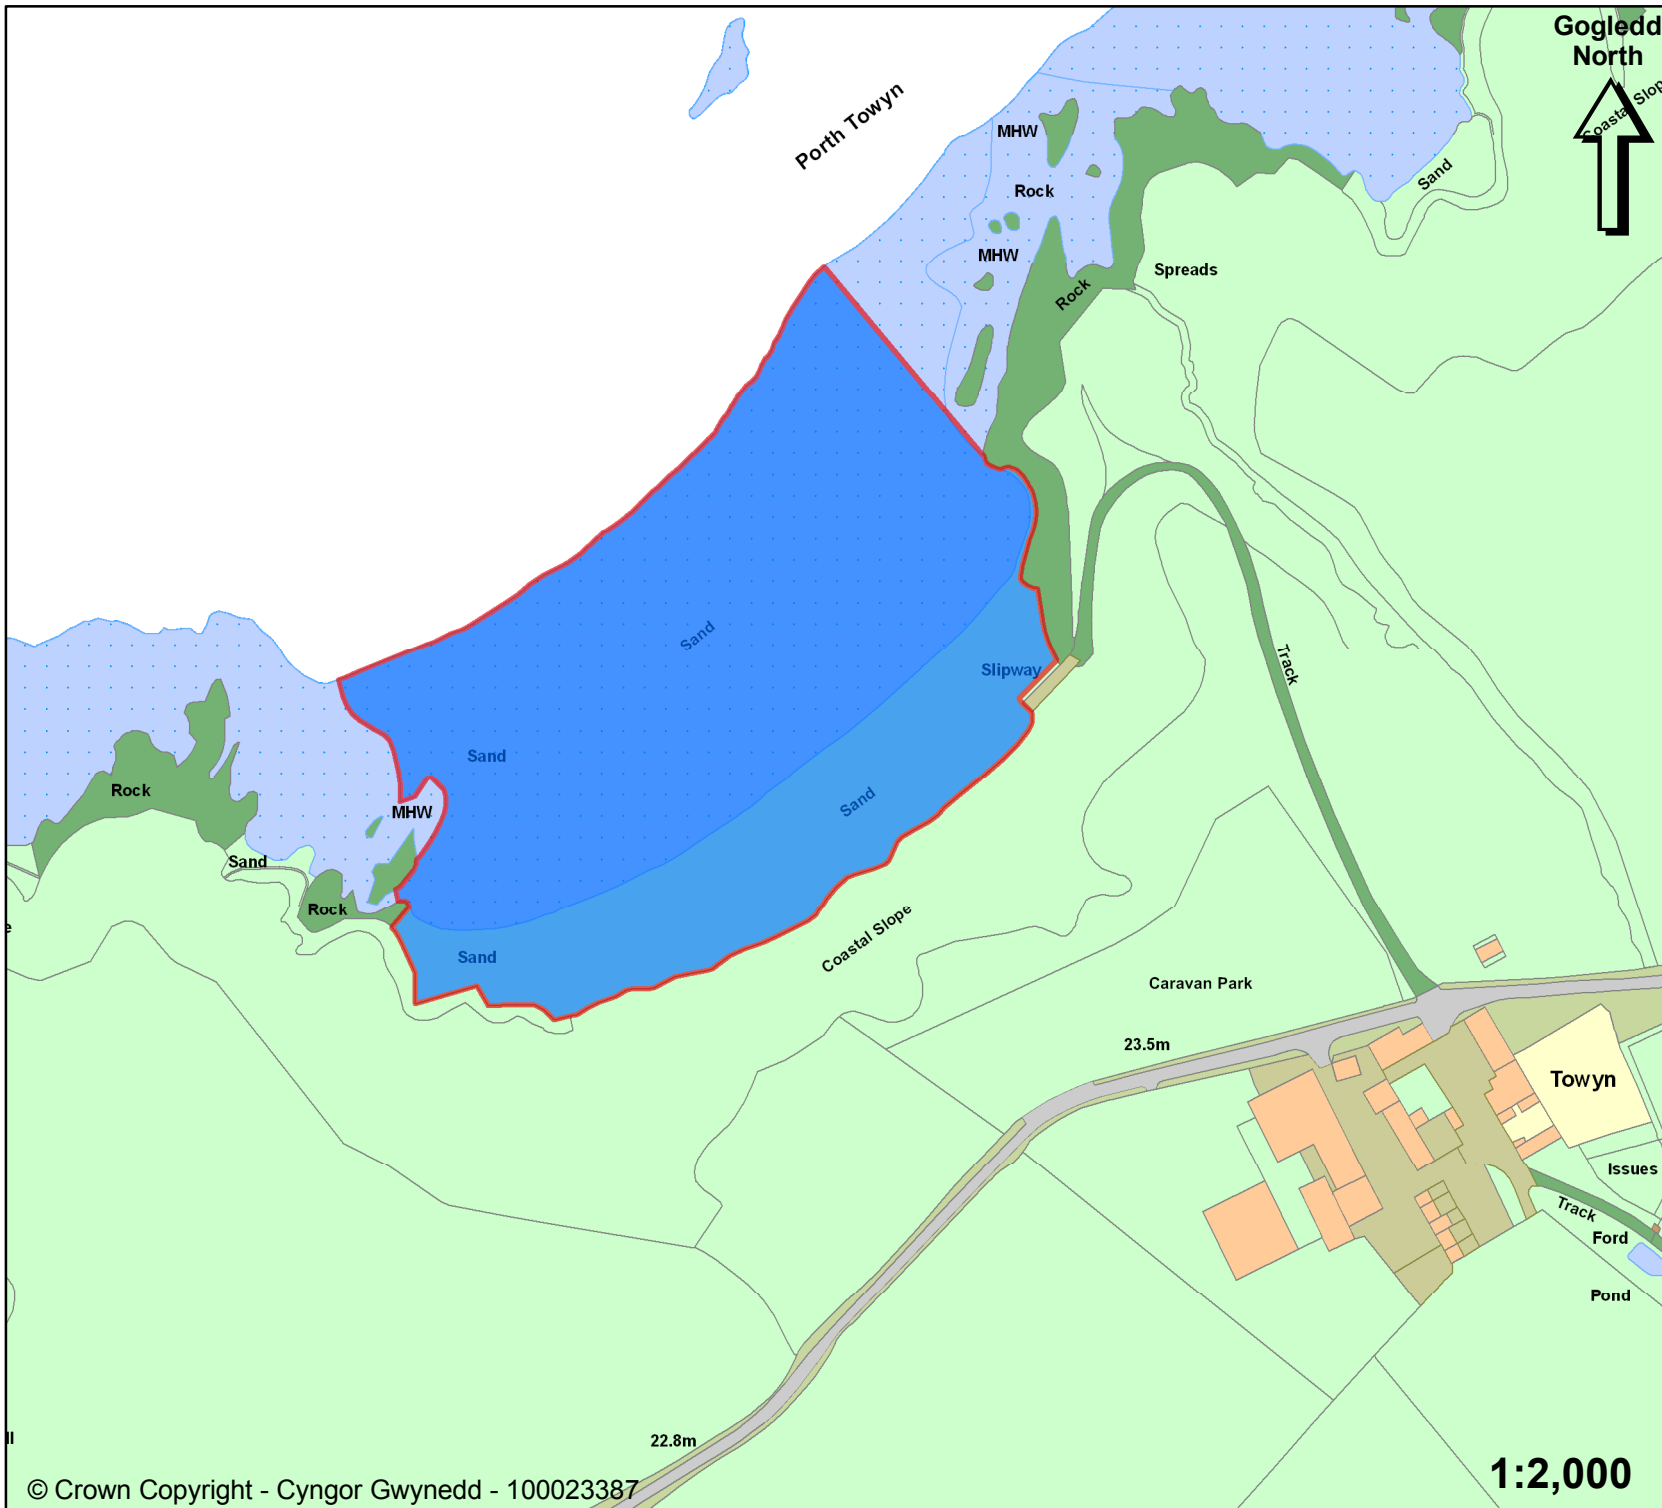 Gogledd
North
Coastal Slop
Porth Towyn
MHW
Rock
Sand
MHW
Spreads
Rock
Sand
Track
Slipway
Sand
Rock
Sand
MHW
Sand
Rock
Sand
Coastal Slope
Caravan Park
23.5m
Towyn
Issues
Track
Ford
Pond
22.8m
© Crown Copyright - Cyngor Gwynedd - 100023387
1:2,000